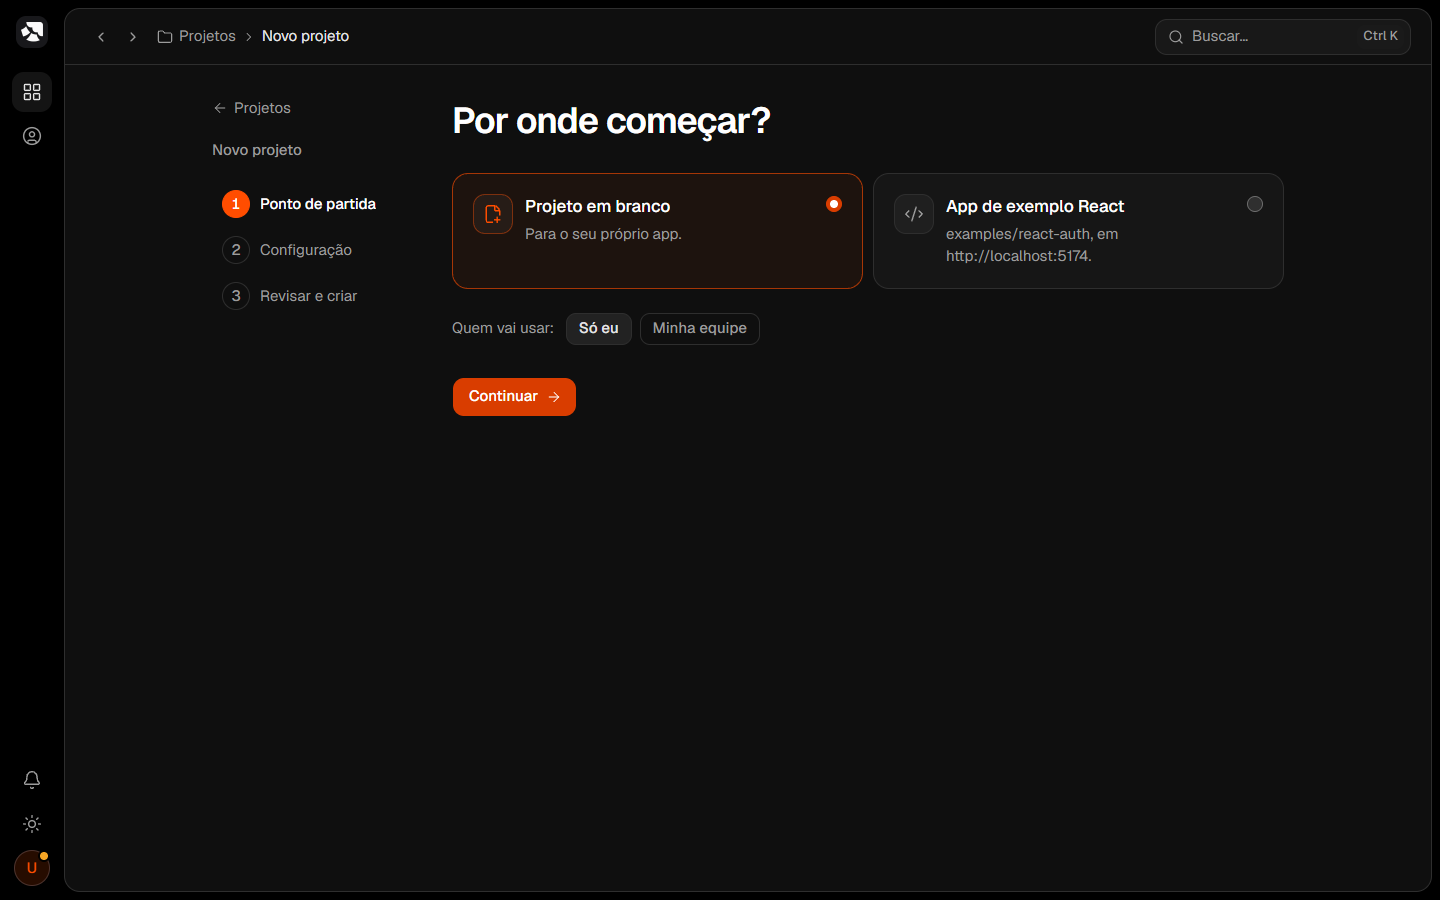 Projetos
Novo projeto
Buscar...
Ctrl K
Projetos
Novo projeto
1 Ponto de partida
2 Configuração
3 Revisar e criar
Por onde começar?
Projeto em branco
Para o seu próprio app.
App de exemplo React
examples/react-auth, em
http://localhost:5174.
Quem vai usar:
Só eu
Minha equipe
Continuar
U